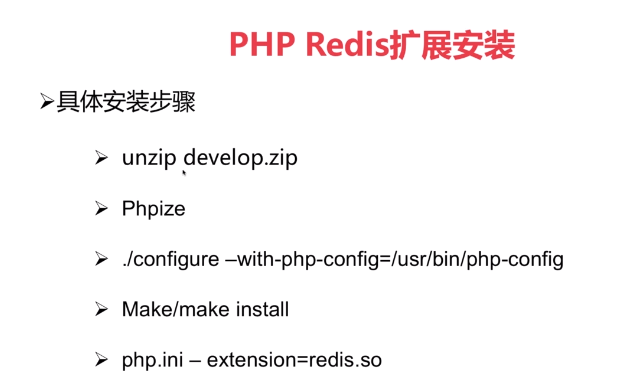 PHP Redis扩展安装
➢具体安装步骤
➢ unzip develop.zip
➢ Phpize
➢ ./configure –with-php-config=/usr/bin/php-config
➢ Make/make install
➢ php.ini – extension=redis.so